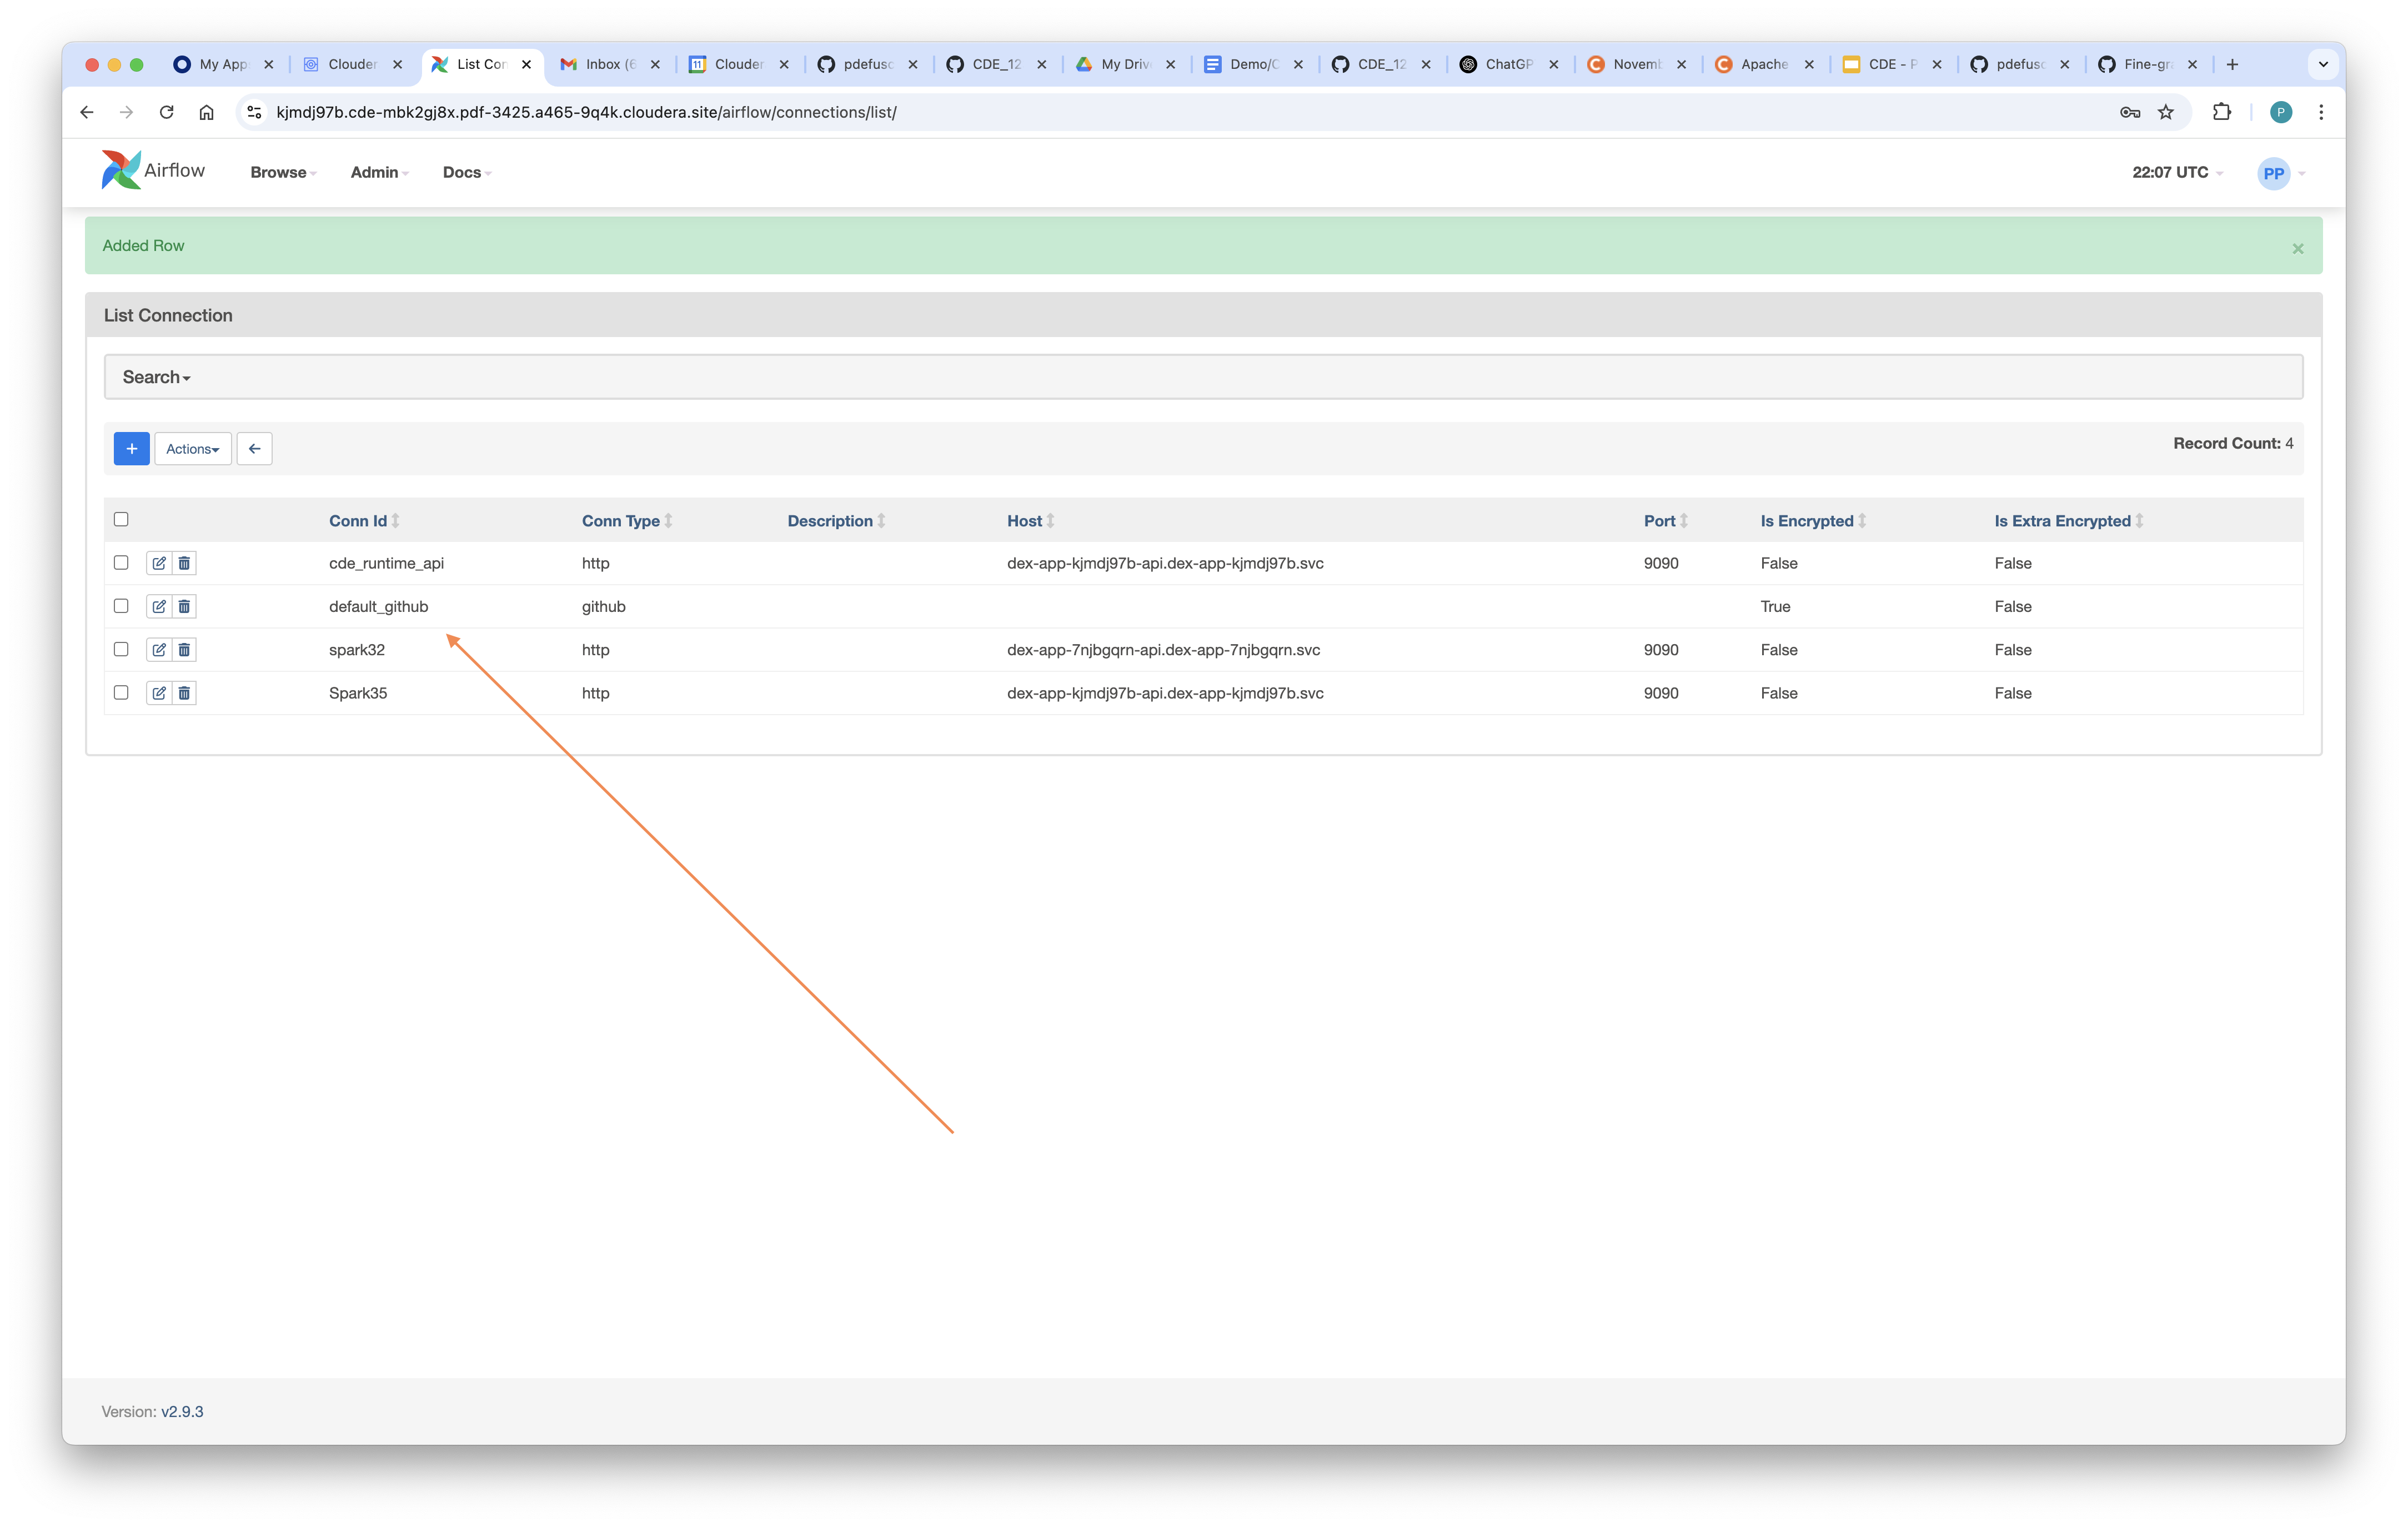 My App Clouder List Con Inbox (6 Clouder pdefusc CDE_12 My Driv Demo/C CDE_12 ChatGP Novemb Apache CDE - P pdefusc Fine-gra
kjmdj97b.cde-mbk2gj8x.pdf-3425.a465-9q4k.cloudera.site/airflow/connections/list/ P
Airflow Browse Admin Docs 22:07 UTC PP
Added Row ×
List Connection
Search
+ Actions Record Count: 4
Conn Id Conn Type Description Host Port Is Encrypted Is Extra Encrypted
cde_runtime_api http dex-app-kjmdj97b-api.dex-app-kjmdj97b.svc 9090 False False
default_github github True False
spark32 http dex-app-7njbgqrn-api.dex-app-7njbgqrn.svc 9090 False False
Spark35 http dex-app-kjmdj97b-api.dex-app-kjmdj97b.svc 9090 False False
Version: v2.9.3